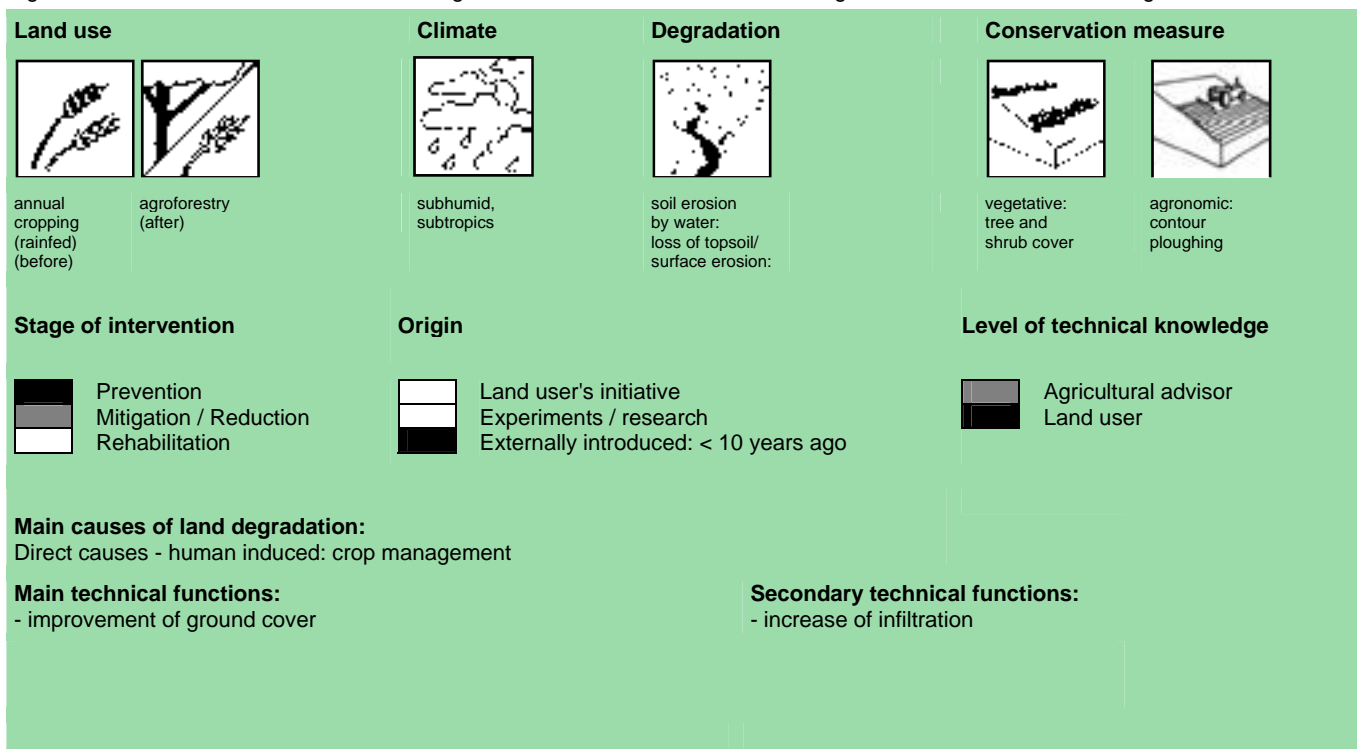 Land use
Climate
Degradation
Conservation measure
annual
cropping
(rainfed)
(before)
agroforestry
(after)
subhumid,
subtropics
soil erosion
by water:
loss of topsoil/
surface erosion:
vegetative:
tree and
shrub cover
agronomic:
contour
ploughing
Stage of intervention
Origin
Level of technical knowledge
Prevention
Mitigation / Reduction
Rehabilitation
Land user's initiative
Experiments / research
Externally introduced: < 10 years ago
Agricultural advisor
Land user
Main causes of land degradation:
Direct causes - human induced: crop management
Main technical functions:
- improvement of ground cover
Secondary technical functions:
- increase of infiltration